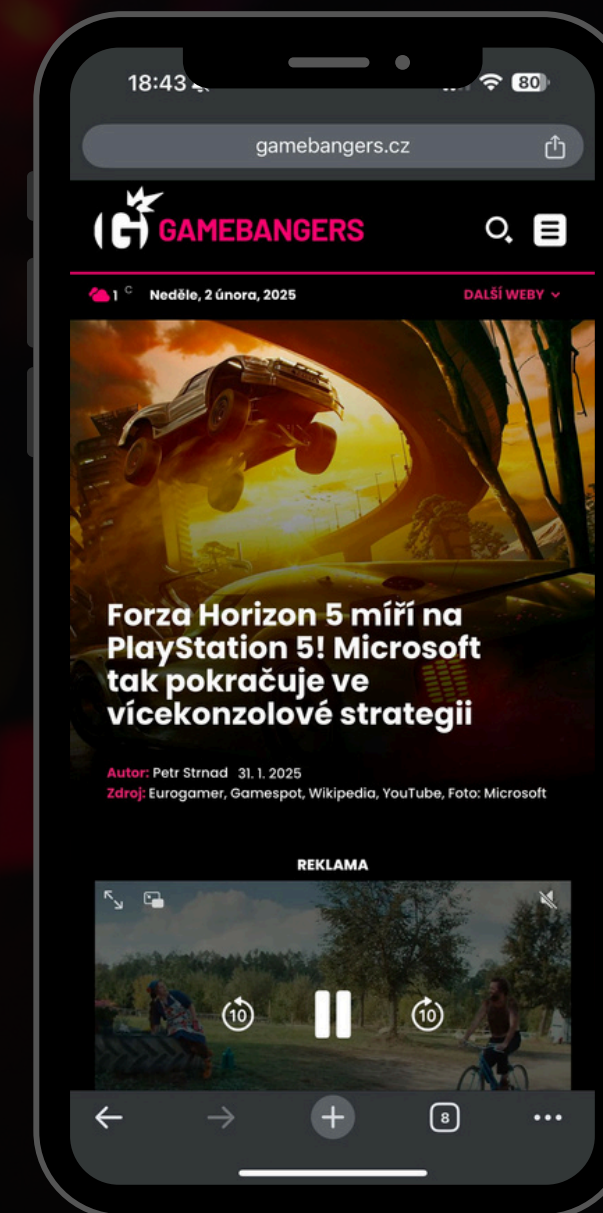 18:43
80
gamebangers.cz
GAMEBANGERS
1 C Neděle, 2 února, 2025
DALŠÍ WEBY
Forza Horizon 5 míří na
PlayStation 5! Microsoft
tak pokračuje ve
vícekonzolové strategii
Autor: Petr Strnad 31. 1. 2025
Zdroj: Eurogamer, Gamespot, Wikipedia, YouTube, Foto: Microsoft
REKLAMA
10
10
8